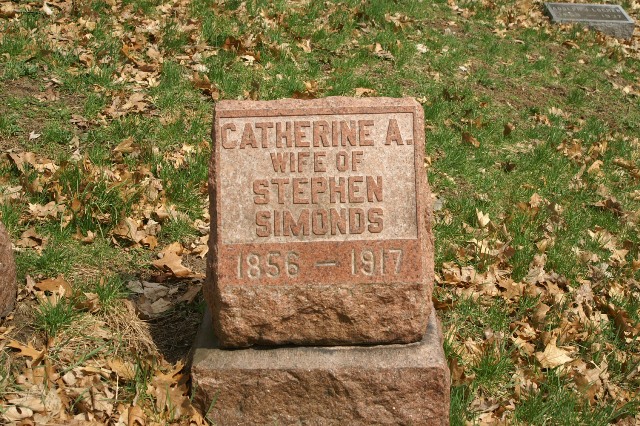 CATHERINE A.
WIFE OF
STEPHEN
SIMONDS
1856 — 1917